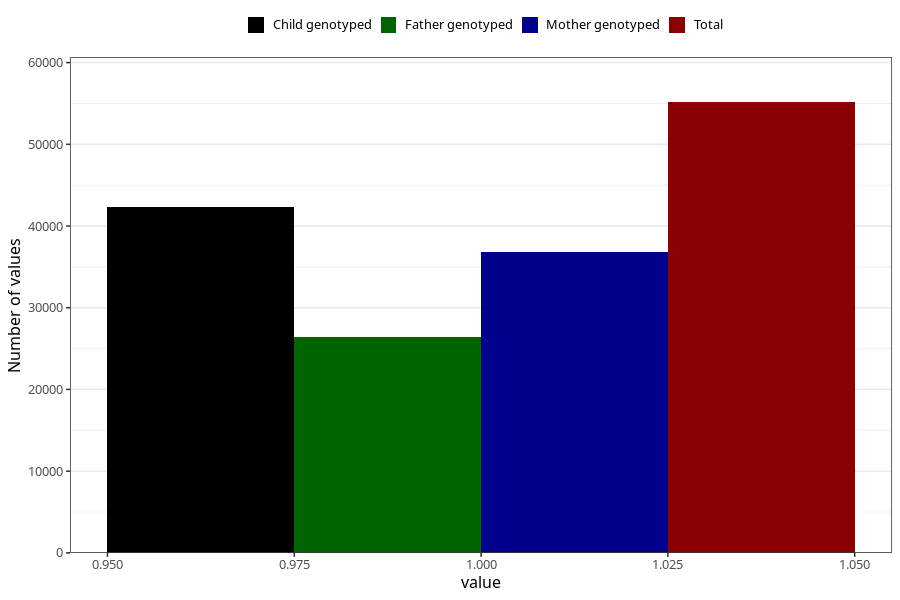 Child genotyped Father genotyped Mother genotyped Total
60000
50000
40000
30000
20000
10000
0
Number of values
0.950 0.975 1.000 1.025 1.050
value